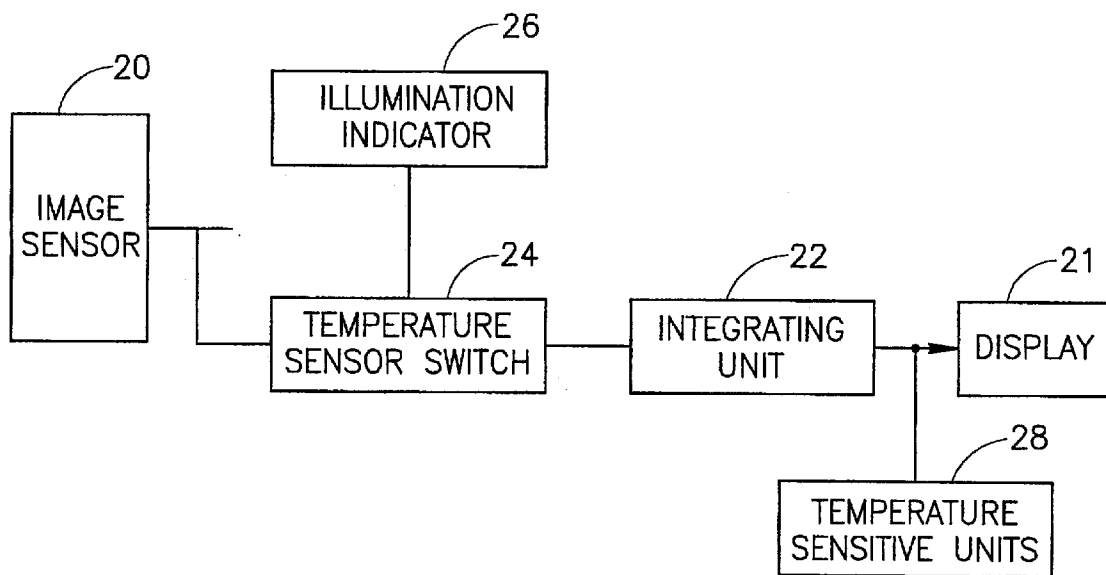 20
IMAGE
SENSOR
26
ILLUMINATION
INDICATOR
24
TEMPERATURE
SENSOR SWITCH
22
INTEGRATING
UNIT
21
DISPLAY
28
TEMPERATURE
SENSITIVE UNITS